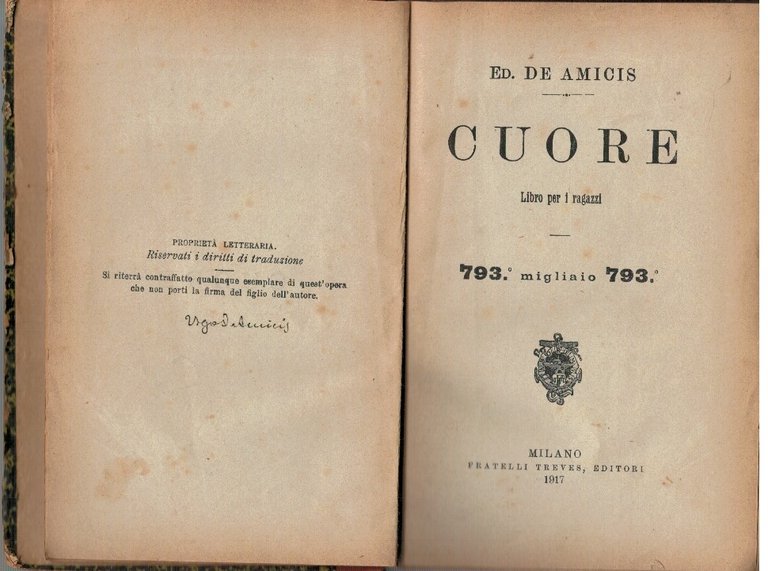 PROPRIETÀ LETTERARIA.
Riservati i diritti di traduzione
Si riterrà contraffatto qualunque esemplare di quest'opera
che non porti la firma del figlio dell'autore.
Ugo De Amicis
ED. DE AMICIS
CUORE
Libro per i ragazzi
793.° migliaio 793.°
MILANO
FRATELLI TREVES, EDITORI
1917